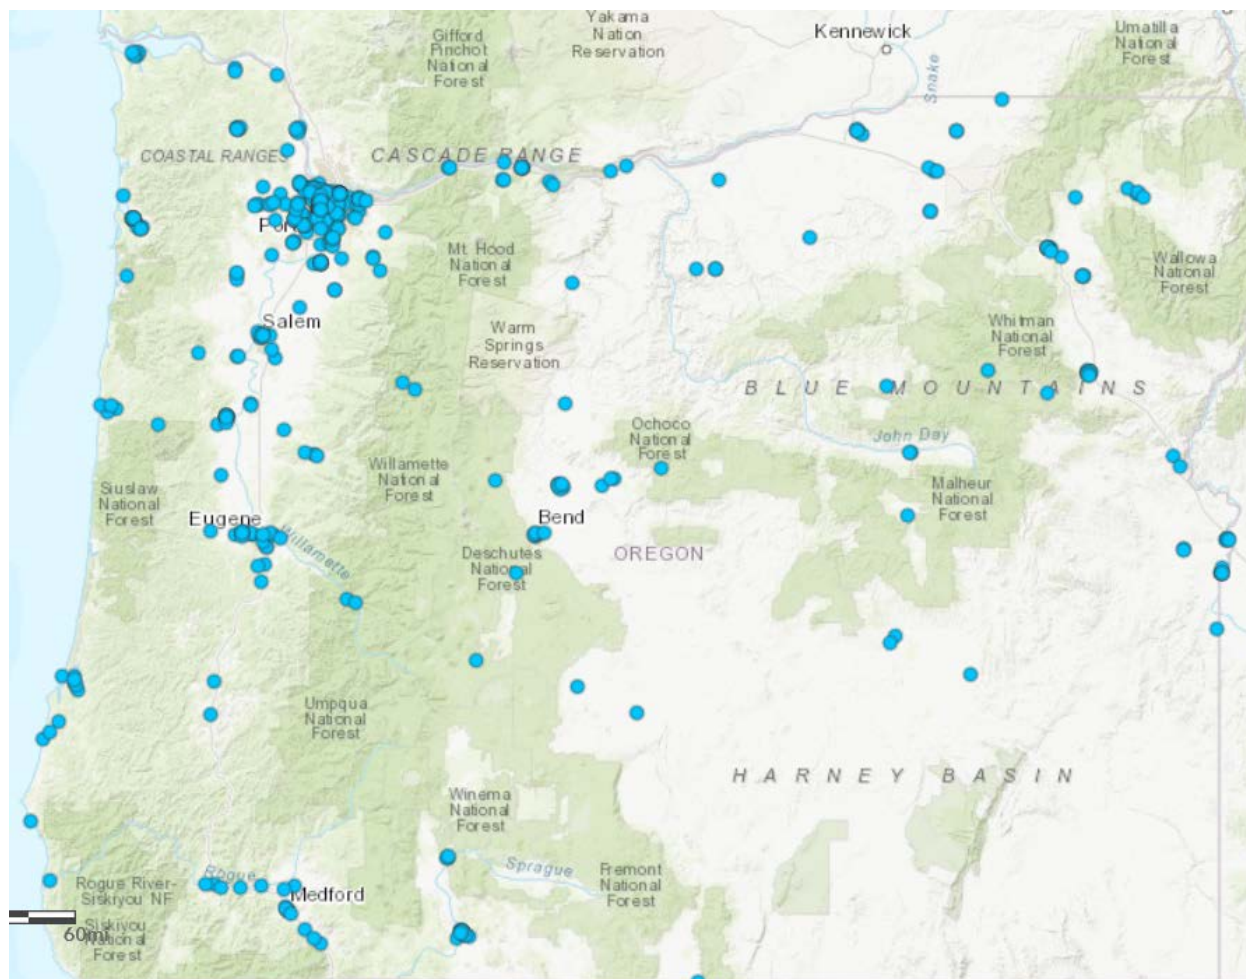 Yakama
Nation
Reservation
Kennewick
Umatilla
National
Forest
Gifford
Pinchot
National
Forest
Snake
COASTAL RANGES
CASCADE RANGE
Mt. Hood
National
Forest
Wallowa
National
Forest
Salem
Warm
Springs
Reservation
Whitman
National
Forest
BLUE MOUNTAINS
Ochoco
National
Forest
John Day
Willamette
National
Forest
Malheur
National
Forest
Siuslaw
National
Forest
Eugene
Willamette
Bend
Deschutes
National
Forest
OREGON
Umpqua
National
Forest
HARNEY BASIN
Winema
National
Forest
Rogue
Sprague
Fremont
National
Forest
Rogue River-
Siskiyou NF
Medford
Siskiyou
National
Forest
60mi